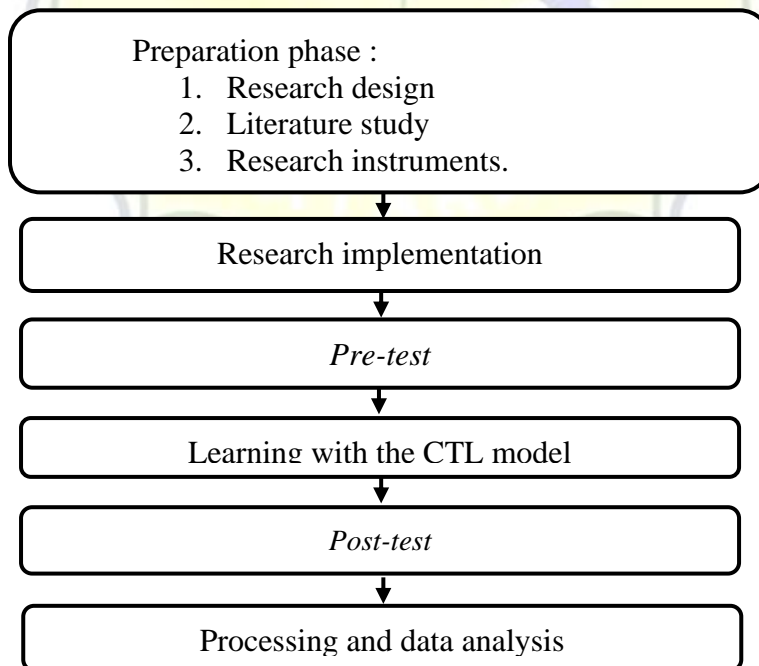 Preparation phase :
1. Research design
2. Literature study
3. Research instruments.
Research implementation
Pre-test
Learning with the CTL model
Post-test
Processing and data analysis